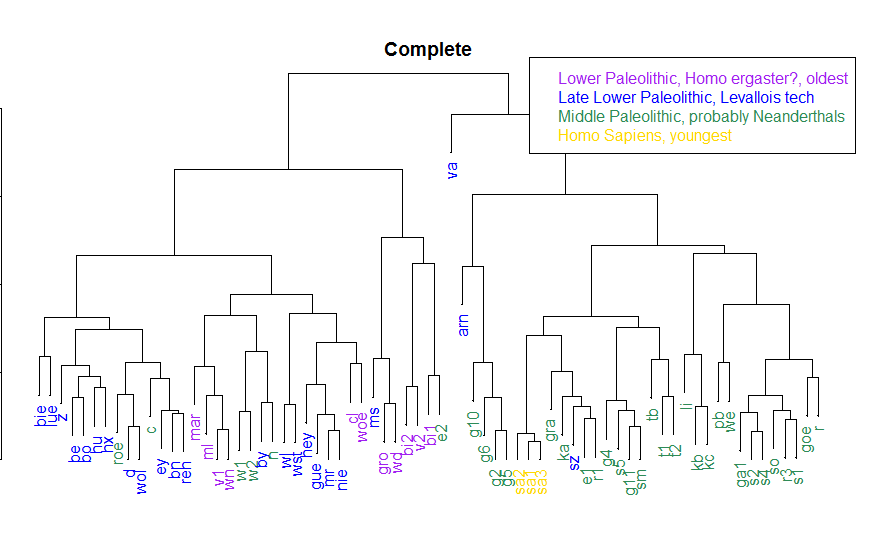 Complete
Lower Paleolithic, Homo ergaster?, oldest
Late Lower Paleolithic, Levallois tech
Middle Paleolithic, probably Neanderthals
Homo Sapiens, youngest
va
arn
bie
lue
z
be
bo
hu
nx
roe
d
wol
c
ey
bn
ren
mar
ml
v1
wn
w1
w2
by
n
wl
wst
hey
gue
mr
nie
cl
woe
ms
gro
wd
bi2
v2
bi1
e2
g10
g6
g2
g5
sa2
sa1
sa3
gra
ka
sz
e1
r1
g4
s5
g11
sm
tb
t1
t2
li
kb
kc
pb
we
ga1
s2
s4
so
r3
s1
goe
r